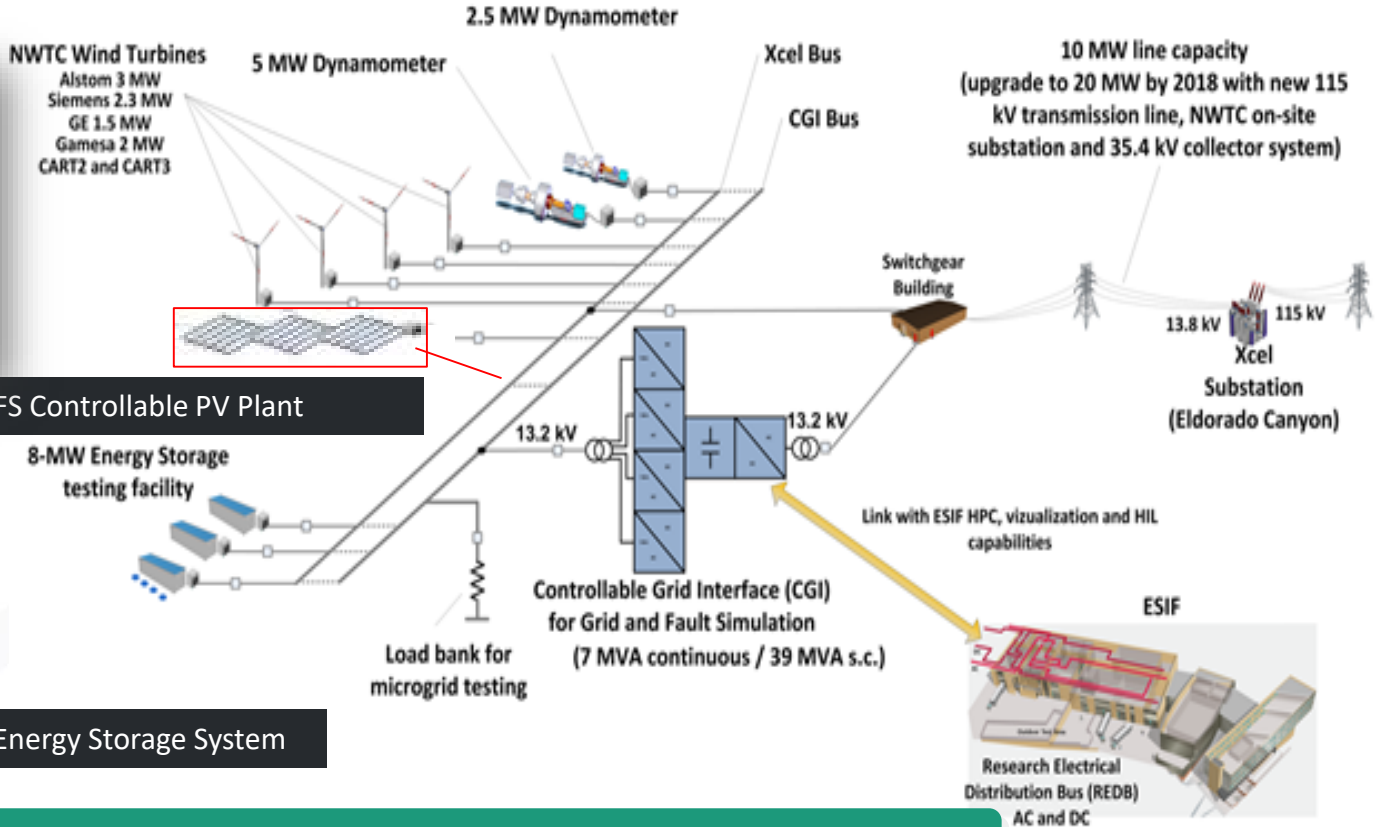 2.5 MW Dynamometer
NWTC Wind Turbines
Alstom 3 MW
Siemens 2.3 MW
GE 1.5 MW
Gamesa 2 MW
CART2 and CART3
5 MW Dynamometer
Xcel Bus
CGI Bus
10 MW line capacity
(upgrade to 20 MW by 2018 with new 115
kV transmission line, NWTC on-site
substation and 35.4 kV collector system)
Switchgear
Building
13.8 kV
115 kV
Xcel
Substation
(Eldorado Canyon)
FS Controllable PV Plant
13.2 kV
13.2 kV
8-MW Energy Storage
testing facility
Link with ESIF HPC, vizualization and HIL
capabilities
Controllable Grid Interface (CGI)
for Grid and Fault Simulation
(7 MVA continuous / 39 MVA s.c.)
Load bank for
microgrid testing
ESIF
Energy Storage System
Research Electrical
Distribution Bus (REDB)
AC and DC